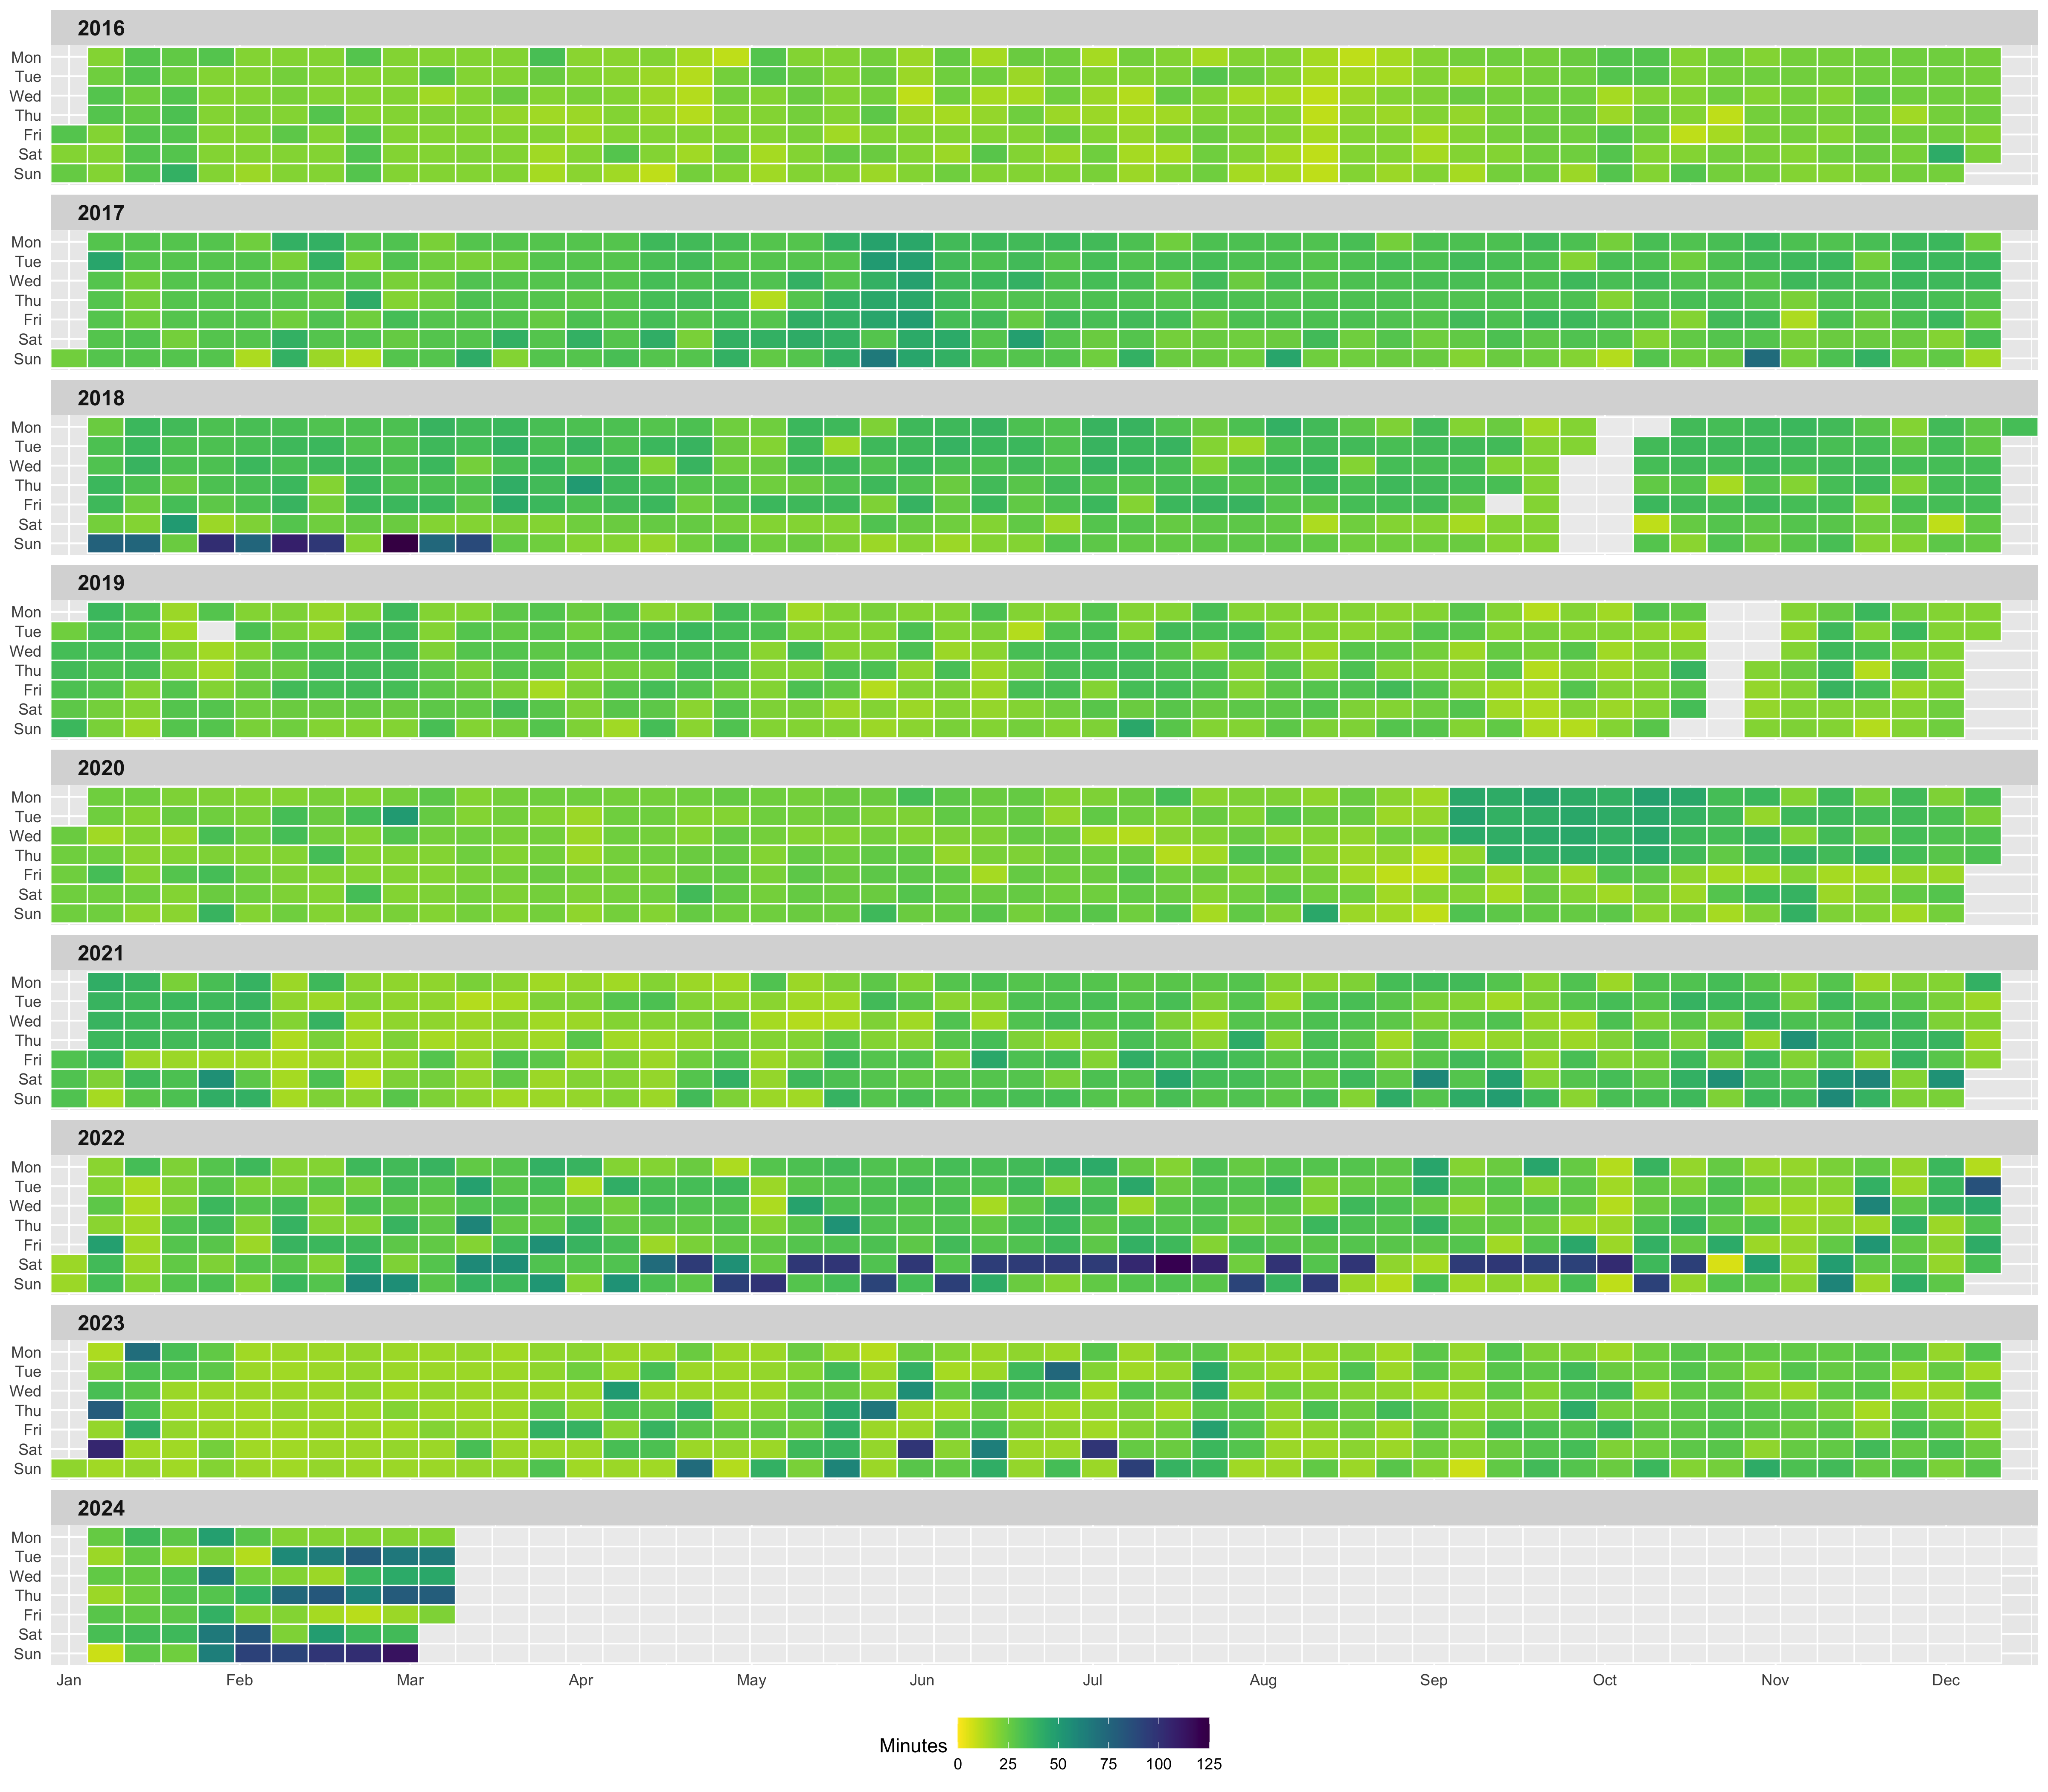 2016
Mon
Tue
Wed
Thu
Fri
Sat
Sun
2017
Mon
Tue
Wed
Thu
Fri
Sat
Sun
2018
Mon
Tue
Wed
Thu
Fri
Sat
Sun
2019
Mon
Tue
Wed
Thu
Fri
Sat
Sun
2020
Mon
Tue
Wed
Thu
Fri
Sat
Sun
2021
Mon
Tue
Wed
Thu
Fri
Sat
Sun
2022
Mon
Tue
Wed
Thu
Fri
Sat
Sun
2023
Mon
Tue
Wed
Thu
Fri
Sat
Sun
2024
Mon
Tue
Wed
Thu
Fri
Sat
Sun
Jan Feb Mar Apr May Jun Jul Aug Sep Oct Nov Dec
Minutes
0 25 50 75 100 125